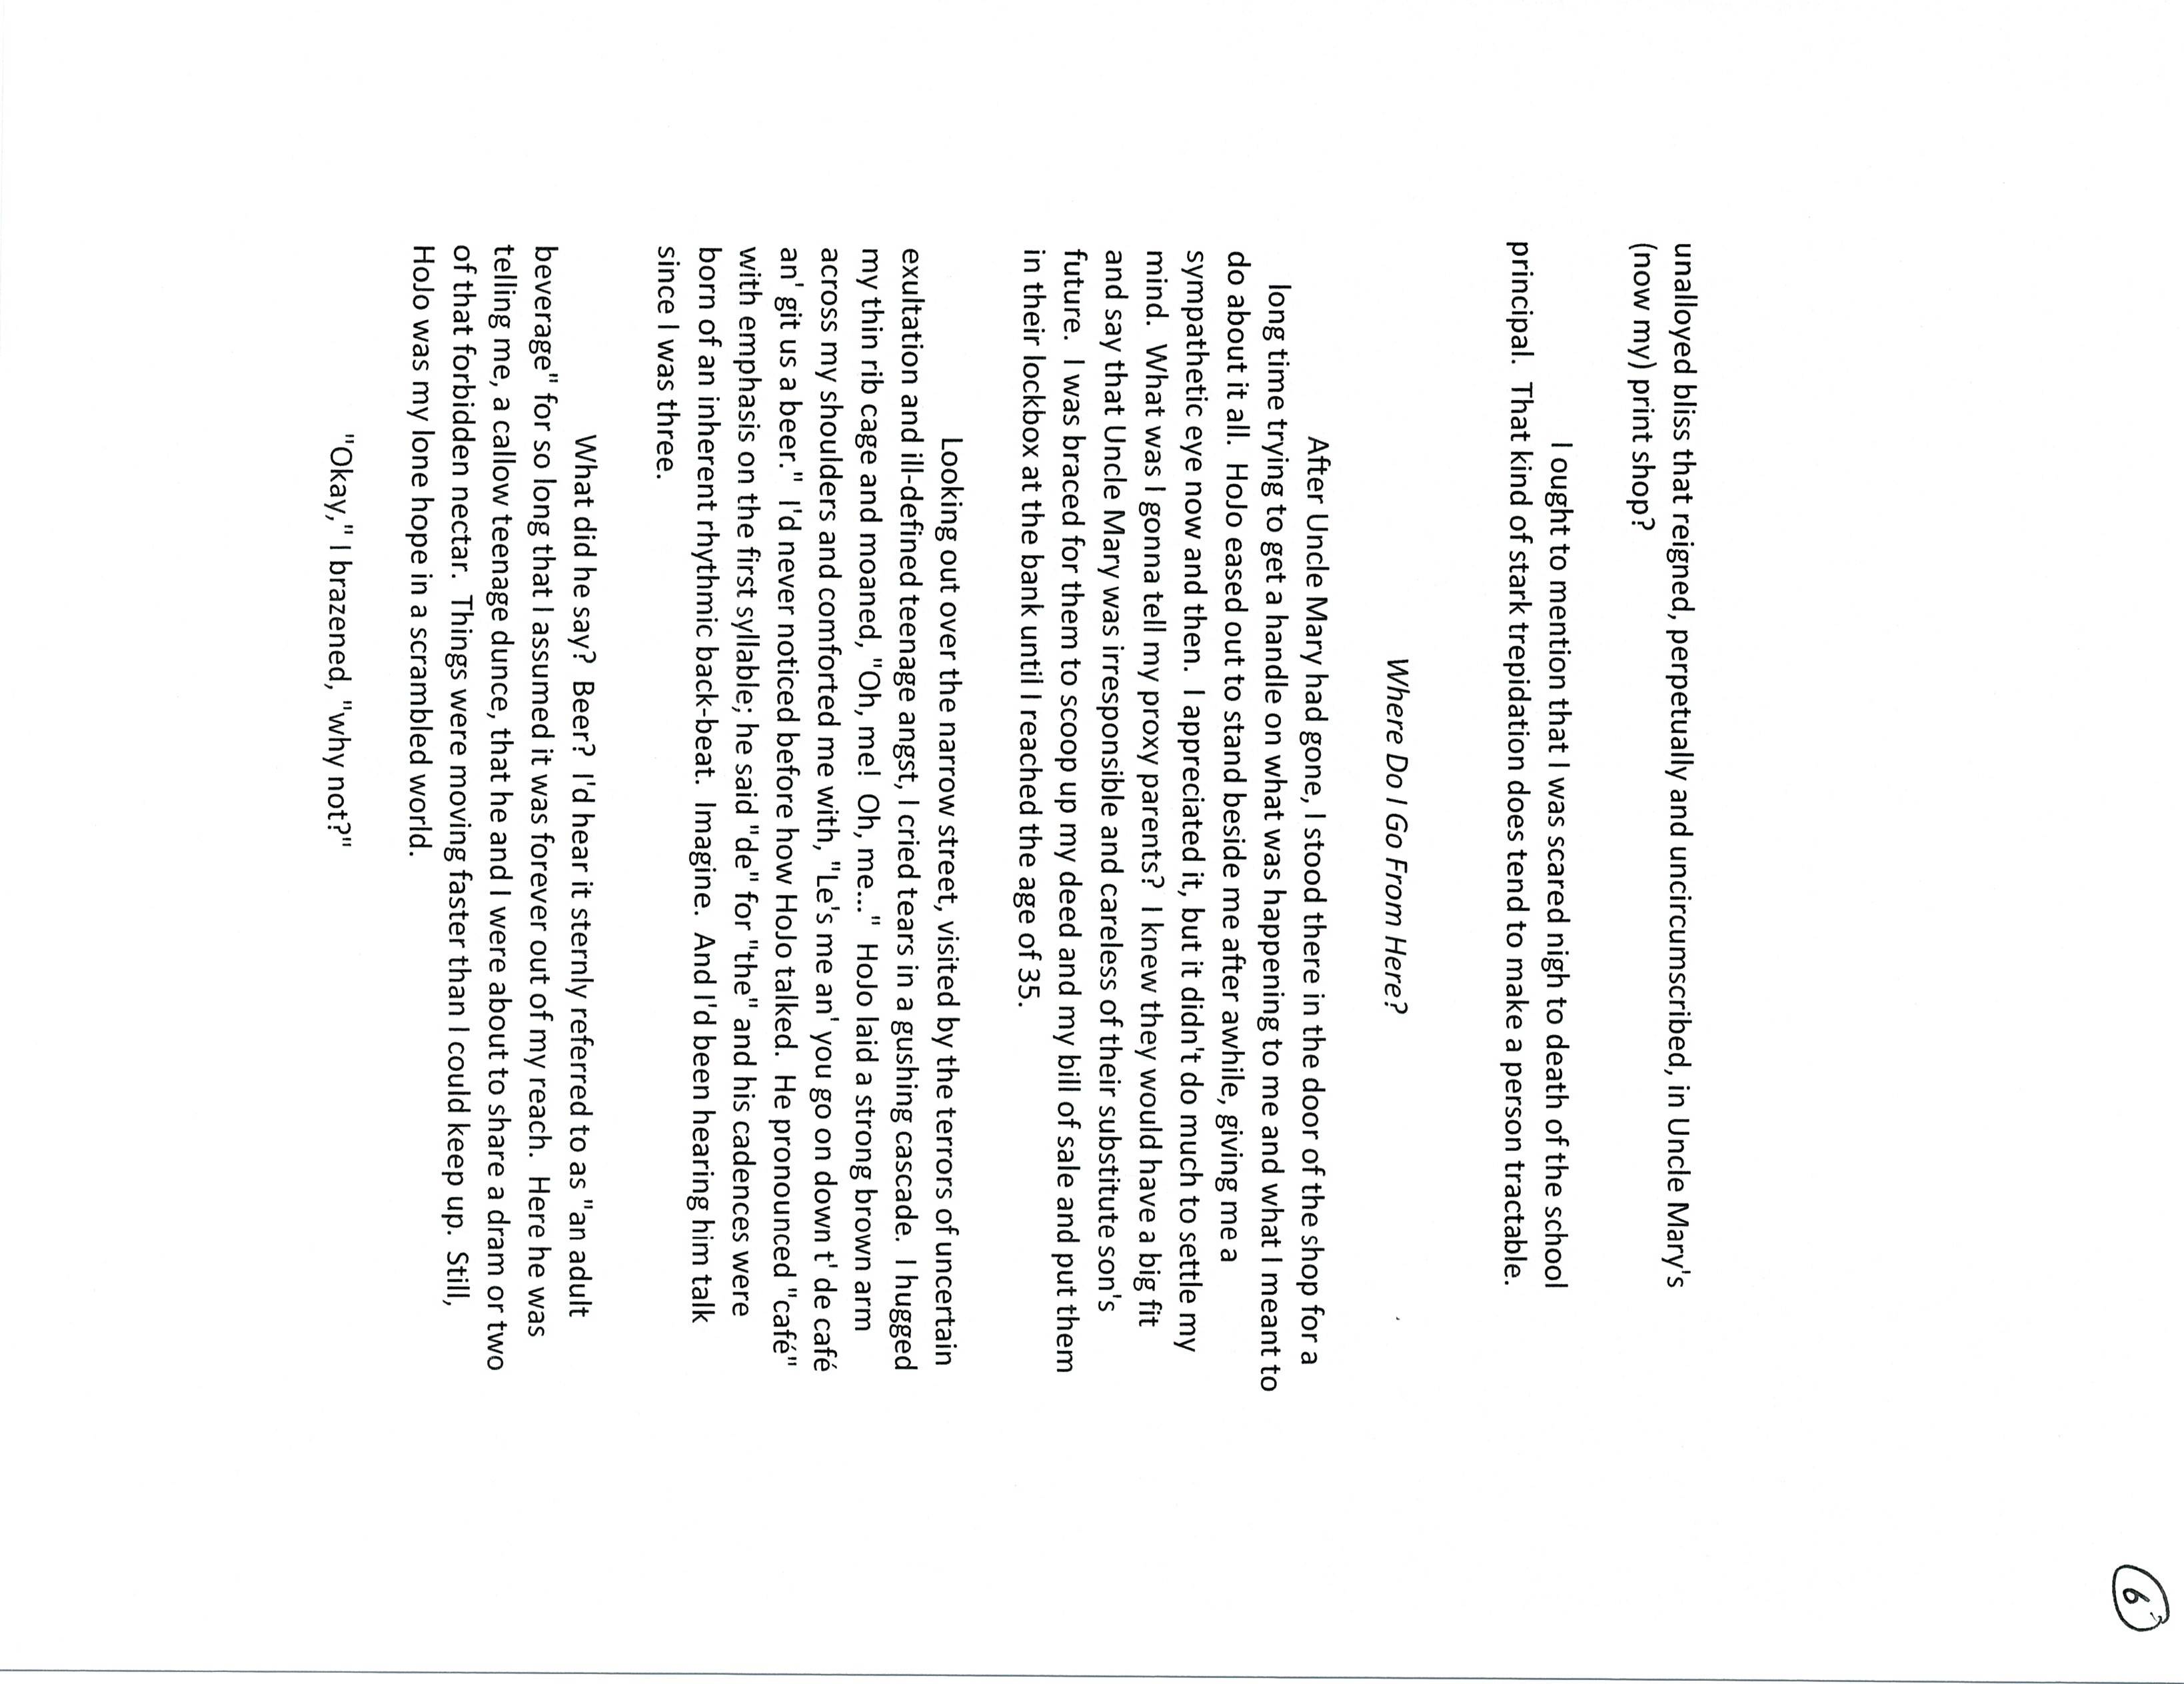 6
unalloyed bliss that reigned, perpetually and uncircumscribed, in Uncle Mary's
(now my) print shop?
I ought to mention that I was scared nigh to death of the school
principal.  That kind of stark trepidation does tend to make a person tractable.
Where Do I Go From Here?
After Uncle Mary had gone, I stood there in the door of the shop for a
long time trying to get a handle on what was happening to me and what I meant to
do about it all.  HoJo eased out to stand beside me after awhile, giving me a
sympathetic eye now and then.  I appreciated it, but it didn't do much to settle my
mind.  What was I gonna tell my proxy parents?  I knew they would have a big fit
and say that Uncle Mary was irresponsible and careless of their substitute son's
future.  I was braced for them to scoop up my deed and my bill of sale and put them
in their lockbox at the bank until I reached the age of 35.
Looking out over the narrow street, visited by the terrors of uncertain
exultation and ill-defined teenage angst, I cried tears in a gushing cascade.  I hugged
my thin rib cage and moaned, "Oh, me!  Oh, me..."  HoJo laid a strong brown arm
across my shoulders and comforted me with, "Le's me an' you go on down t' de café
an' git us a beer."  I'd never noticed before how HoJo talked.  He pronounced "café"
with emphasis on the first syllable; he said "de" for "the" and his cadences were
born of an inherent rhythmic back-beat.  Imagine.  And I'd been hearing him talk
since I was three.
What did he say?  Beer?  I'd hear it sternly referred to as "an adult
beverage" for so long that I assumed it was forever out of my reach.  Here he was
telling me, a callow teenage dunce, that he and I were about to share a dram or two
of that forbidden nectar.  Things were moving faster than I could keep up.  Still,
HoJo was my lone hope in a scrambled world.
"Okay," I brazened, "why not?"